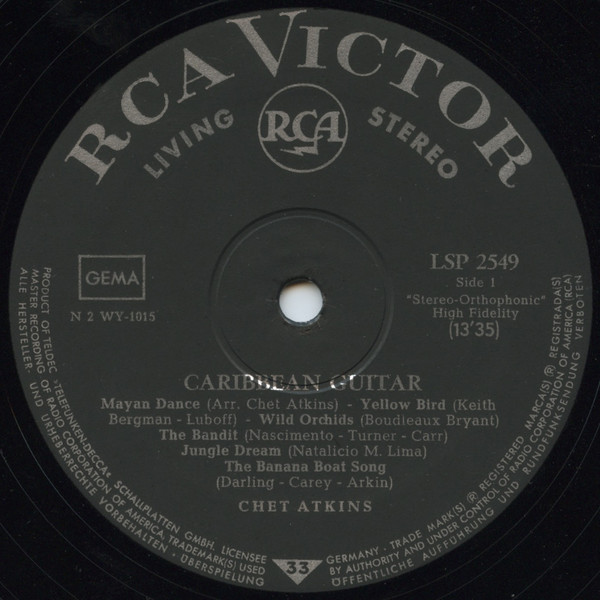 RCA VICTOR
LIVING RCA STEREO
GEMA
N 2 WY-1015
LSP 2549
Side 1
"Stereo-Orthophonic"
High Fidelity
(13'35)
CARIBBEAN GUITAR
Mayan Dance (Arr. Chet Atkins) - Yellow Bird (Keith
Bergman - Luboff) - Wild Orchids (Boudieaux Bryant)
The Bandit (Nascimento - Turner - Carr)
Jungle Dream (Natalicio M. Lima)
The Banana Boat Song
(Darling - Carey - Arkin)
CHET ATKINS
PRODUCT OF TELDEC »TELEFUNKEN-DECCA« SCHALLPLATTEN GMBH. LICENSEE
MASTER RECORDING OF RADIO CORPORATION OF AMERICA, TRADEMARK(S) USED
ALLE HERSTELLER- UND URHEBERRECHTE VORBEHALTEN · ÜBERSPIELUNG
33
GERMANY · TRADE MARK(S) ® REGISTERED MARCA(S) ® REGISTRADA(S)
BY AUTHORITY AND UNDER CONTROL OF RADIO CORPORATION OF AMERICA (RCA)
ÖFFENTLICHE AUFFÜHRUNG UND RUNDFUNKSENDUNG VERBOTEN